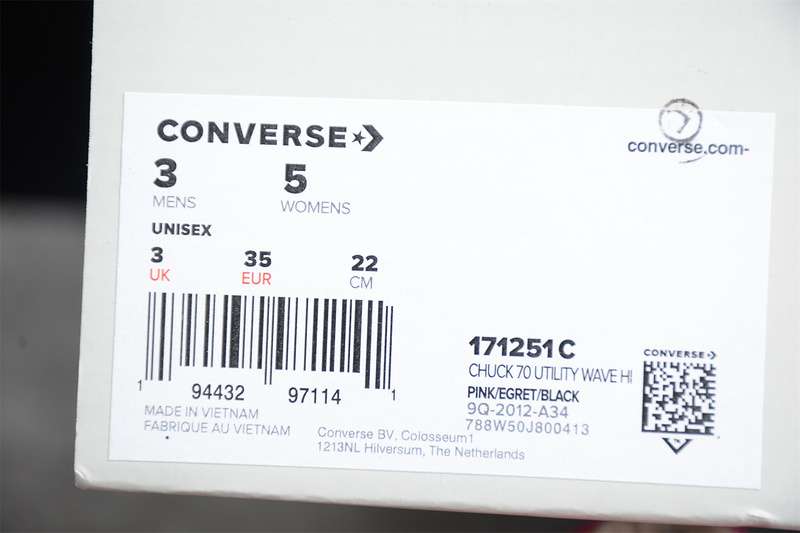 CONVERSE
converse.com-
3 5
MENS WOMENS
UNISEX
3 35 22
UK EUR CM
1 94432 97114 1
MADE IN VIETNAM
FABRIQUE AU VIETNAM
Converse BV, Colosseum1
1213NL Hilversum, The Netherlands
171251C
CHUCK 70 UTILITY WAVE HI
PINK/EGRET/BLACK
9Q-2012-A34
788W50J800413
CONVERSE